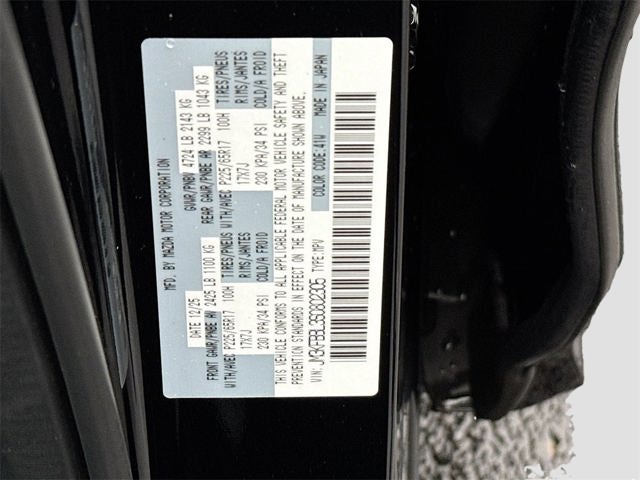 MFD. BY MAZDA MOTOR CORPORATION
DATE 12/25 GVWR/PNBV 4724 LB 2143 KG
FRONT GAWR/PNBE AV 2425 LB 1100 KG REAR GAWR/PNBE AR 2299 LB 1043 KG
WITH/AVEC P225/65R17 100H TIRES/PNEUS WITH/AVEC P225/65R17 100H TIRES/PNEUS
17X7J RIMS/JANTES 17X7J RIMS/JANTES
230 KPA/34 PSI COLD/A FROID 230 KPA/34 PSI COLD/A FROID
THIS VEHICLE CONFORMS TO ALL APPLICABLE FEDERAL MOTOR VEHICLE SAFETY AND THEFT
PREVENTION STANDARDS IN EFFECT ON THE DATE OF MANUFACTURE SHOWN ABOVE.
VIN: TYPE:MPV COLOR CODE:41W MADE IN JAPAN